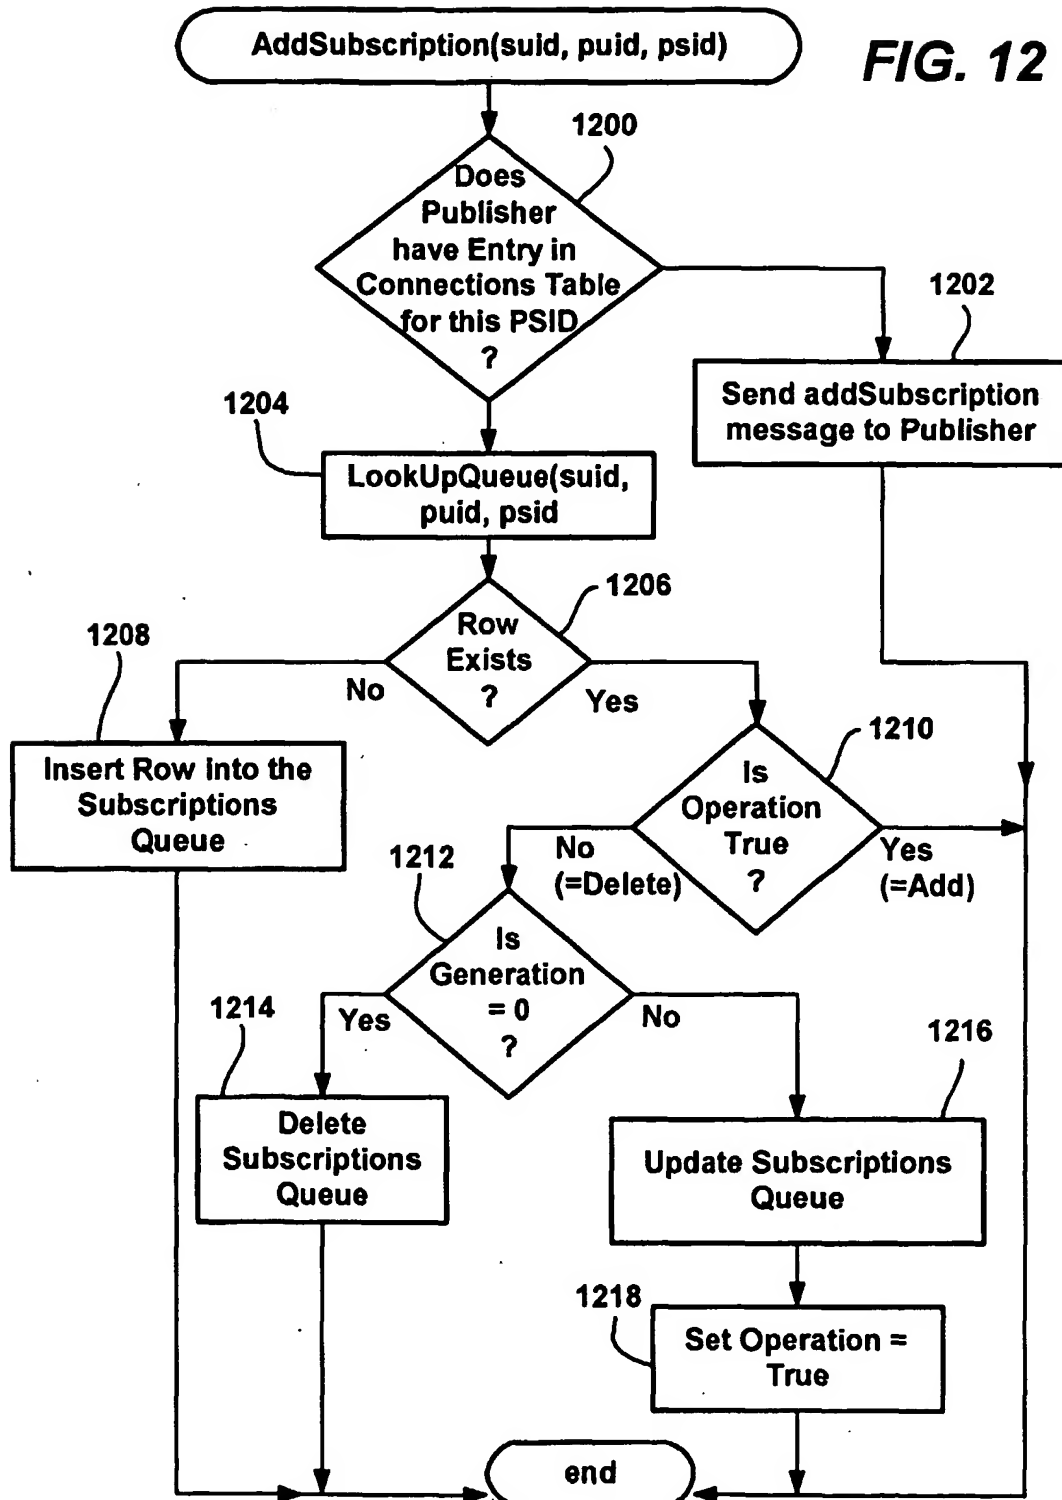 AddSubscription(suid, puid, psid)
FIG. 12
1200
Does
Publisher
have Entry in
Connections Table
for this PSID
?
1202
Send addSubscription
message to Publisher
1204
LookUpQueue(suid,
puid, psid
1206
Row
Exists
?
No
Yes
1208
Insert Row into the
Subscriptions
Queue
1210
Is
Operation
True
?
No
(=Delete)
Yes
(=Add)
1212
Is
Generation
= 0
?
Yes
No
1214
Delete
Subscriptions
Queue
1216
Update Subscriptions
Queue
1218
Set Operation =
True
end